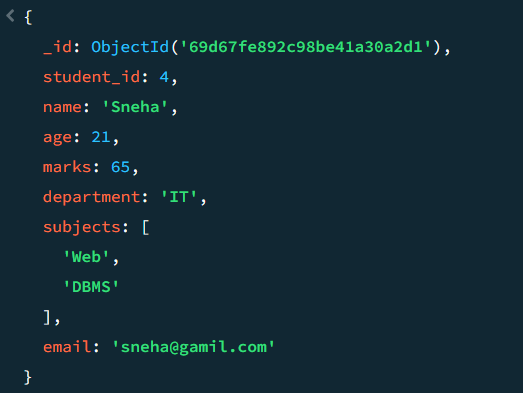 {
_id: ObjectId('69d67fe892c98be41a30a2d1'),
student_id: 4,
name: 'Sneha',
age: 21,
marks: 65,
department: 'IT',
subjects: [
'Web',
'DBMS'
],
email: 'sneha@gamil.com'
}